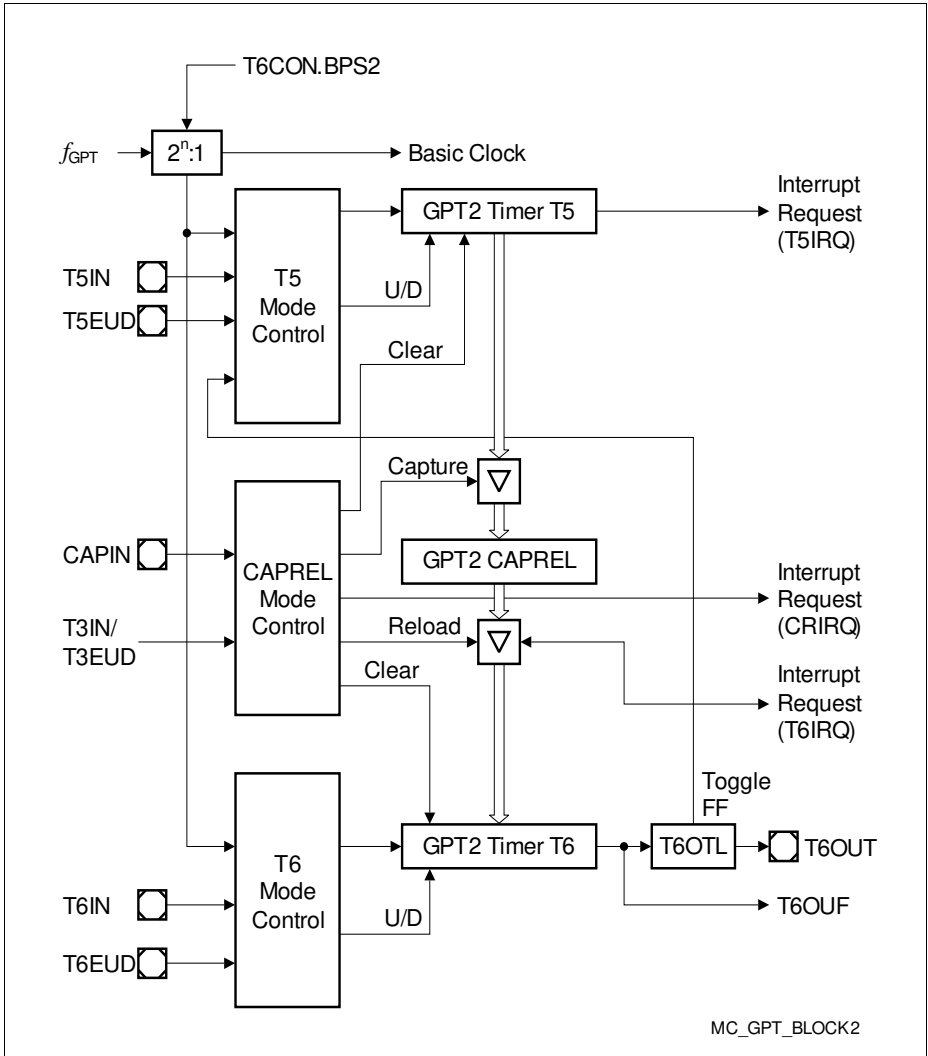 T6CON.BPS2
fGPT
2n:1
Basic Clock
GPT2 Timer T5
Interrupt
Request
(T5IRQ)
T5IN
T5EUD
T5
Mode
Control
U/D
Clear
Capture
CAPIN
T3IN/
T3EUD
CAPREL
Mode
Control
GPT2 CAPREL
Interrupt
Request
(CRIRQ)
Reload
Clear
Interrupt
Request
(T6IRQ)
Toggle
FF
T6
Mode
Control
GPT2 Timer T6
T6OTL
T6OUT
T6IN
U/D
T6OUF
T6EUD
MC_GPT_BLOCK2